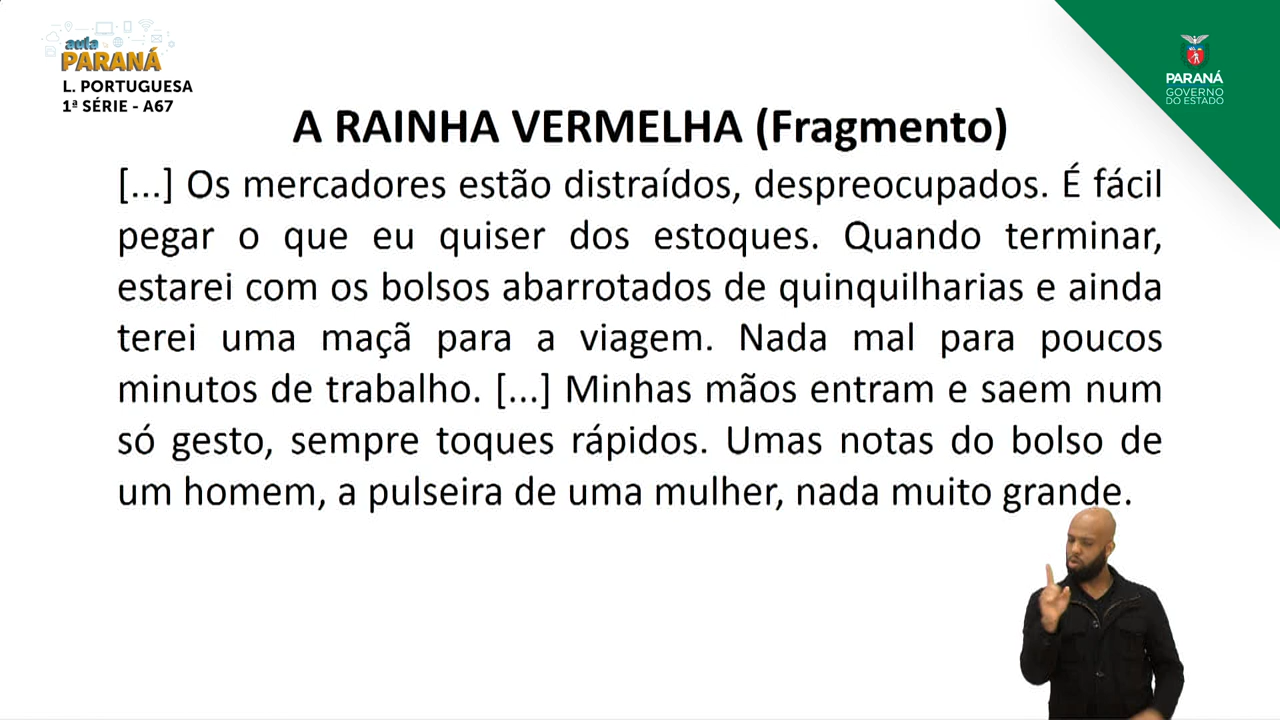 aula
PARANÁ
L. PORTUGUESA
1ª SÉRIE - A67
PARANÁ
GOVERNO
DO ESTADO
A RAINHA VERMELHA (Fragmento)
[...] Os mercadores estão distraídos, despreocupados. É fácil
pegar o que eu quiser dos estoques. Quando terminar,
estarei com os bolsos abarrotados de quinquilharias e ainda
terei uma maçã para a viagem. Nada mal para poucos
minutos de trabalho. [...] Minhas mãos entram e saem num
só gesto, sempre toques rápidos. Umas notas do bolso de
um homem, a pulseira de uma mulher, nada muito grande.